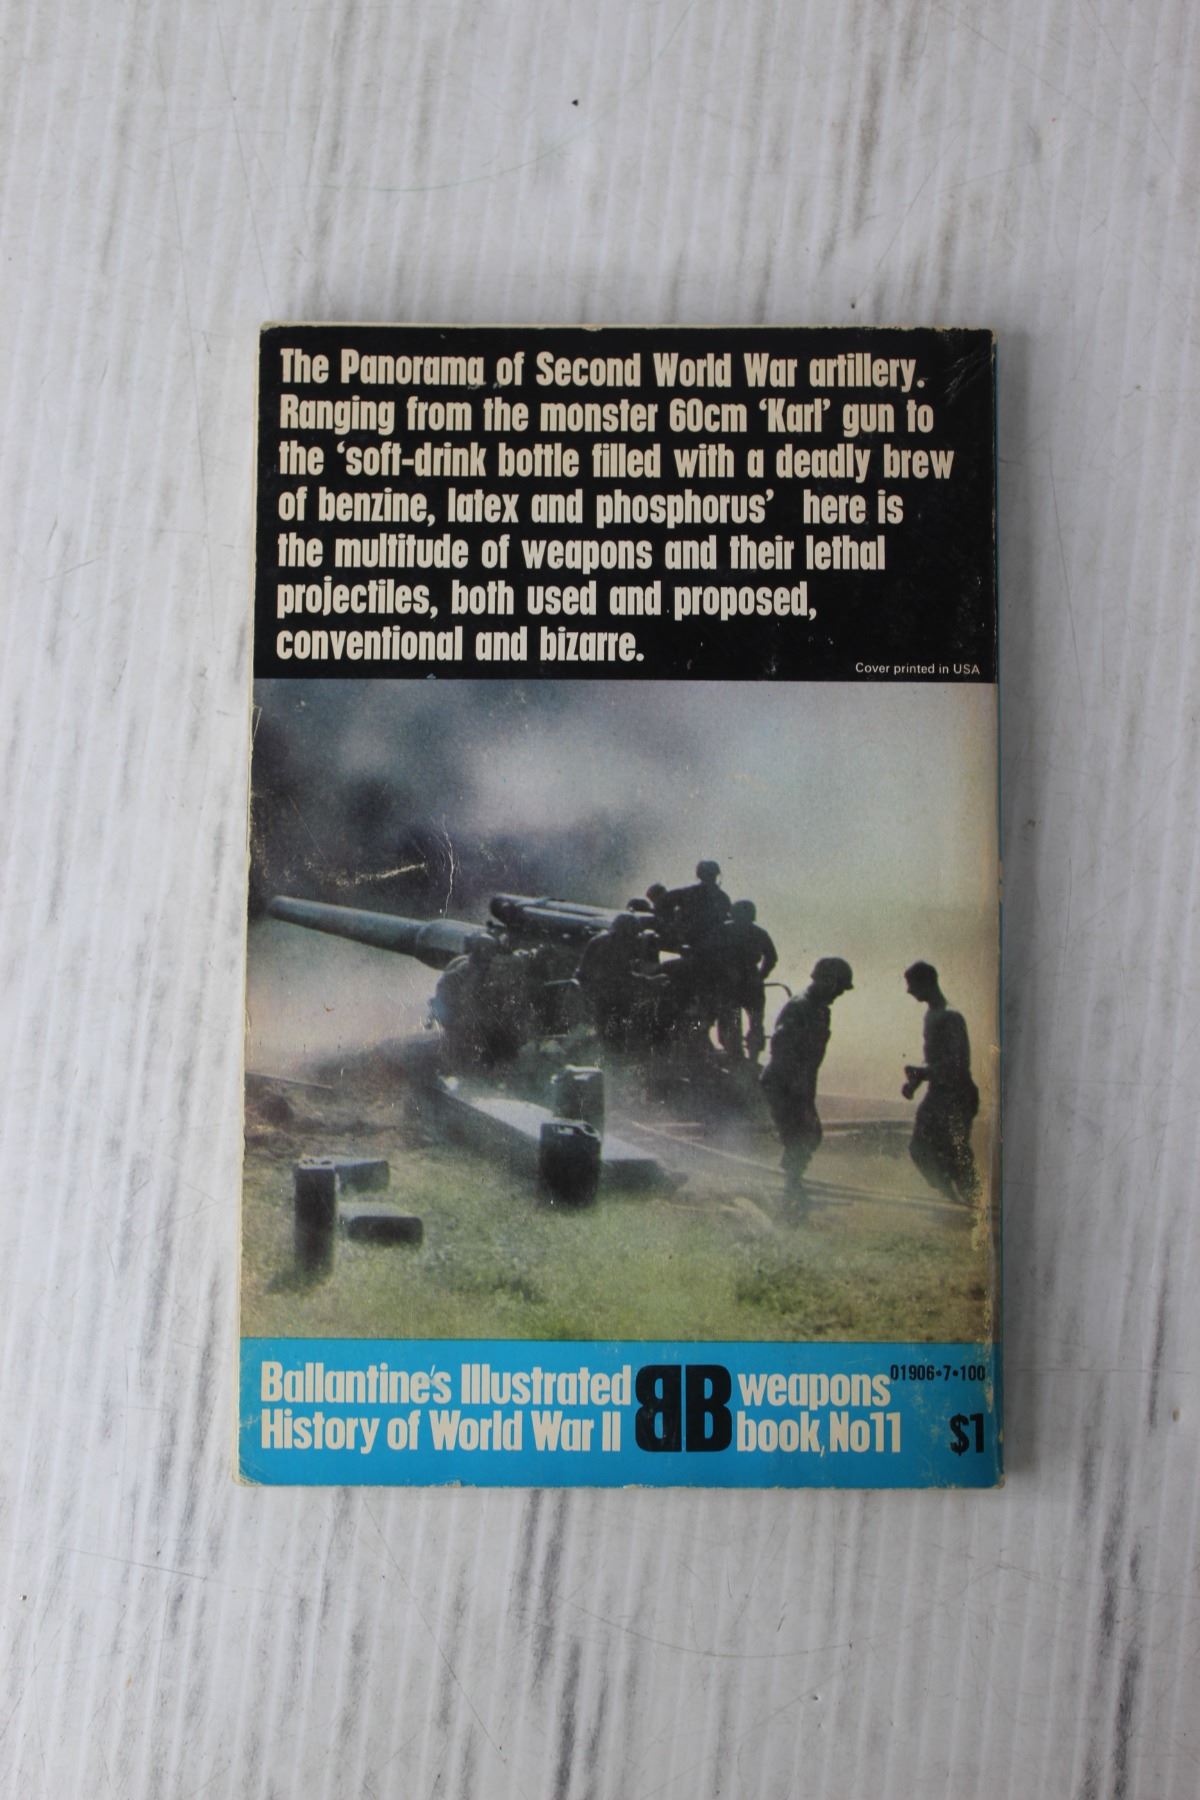 The Panorama of Second World War artillery.
Ranging from the monster 60cm ‘Karl’ gun to
the ‘soft-drink bottle filled with a deadly brew
of benzine, latex and phosphorus’ here is
the multitude of weapons and their lethal
projectiles, both used and proposed,
conventional and bizarre.
Cover printed in USA
Ballantine's Illustrated
History of World War II
BB
weapons
book, No11
01906•7•100
$1